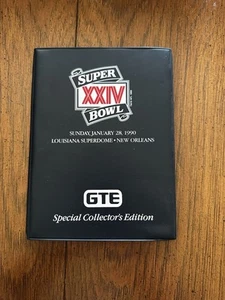 SUPER
XXIV
BOWL
SUNDAY, JANUARY 28, 1990
LOUISIANA SUPERDOME • NEW ORLEANS
GTE
Special Collector's Edition